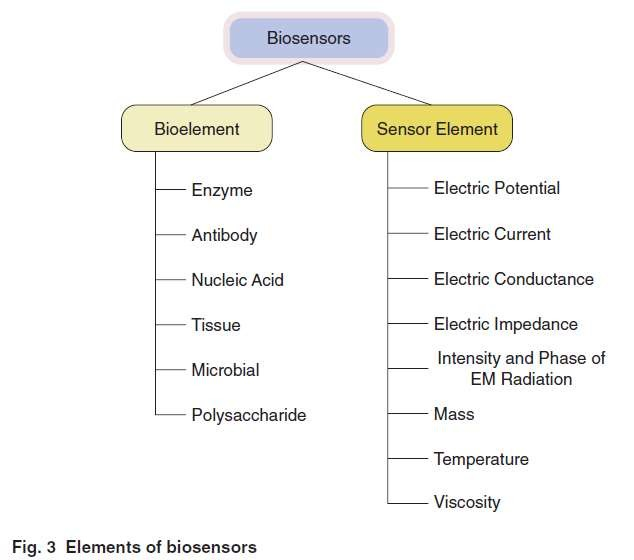 Biosensors
Bioelement
Enzyme
Antibody
Nucleic Acid
Tissue
Microbial
Polysaccharide
Sensor Element
Electric Potential
Electric Current
Electric Conductance
Electric Impedance
Intensity and Phase of
EM Radiation
Mass
Temperature
Viscosity
Fig. 3 Elements of biosensors